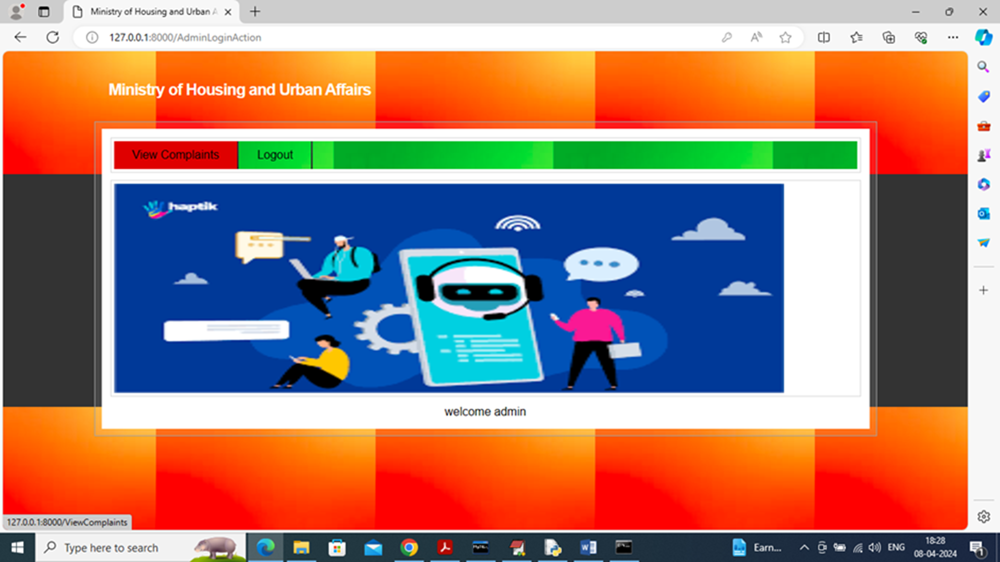 Ministry of Housing and Urban A
127.0.0.1:8000/AdminLoginAction
Ministry of Housing and Urban Affairs
View Complaints
Logout
haptik
welcome admin
127.0.0.1:8000/ViewComplaints
Type here to search
Earn...
ENG
18:28
08-04-2024
1